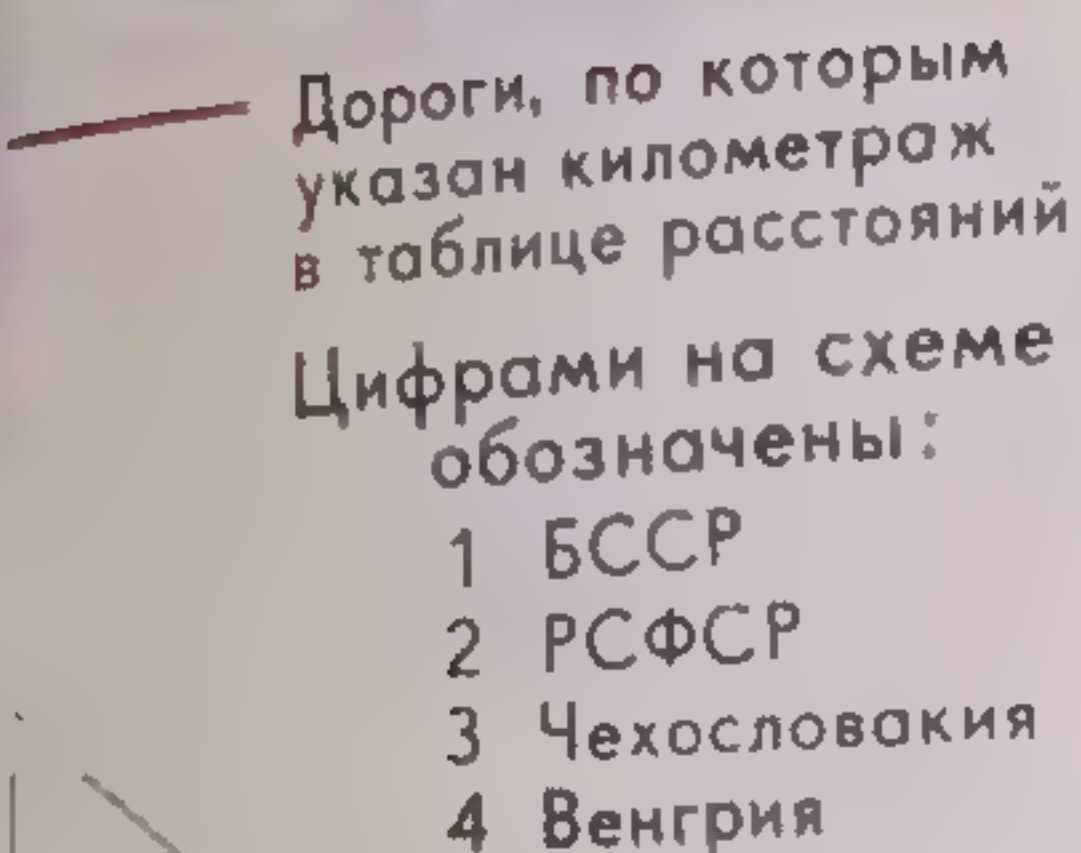 Дороги, по которым
указан километраж
в таблице расстояний
Цифрами на схеме
обозначены:
1 БССР
2 РСФСР
3 Чехословакия
4 Венгрия